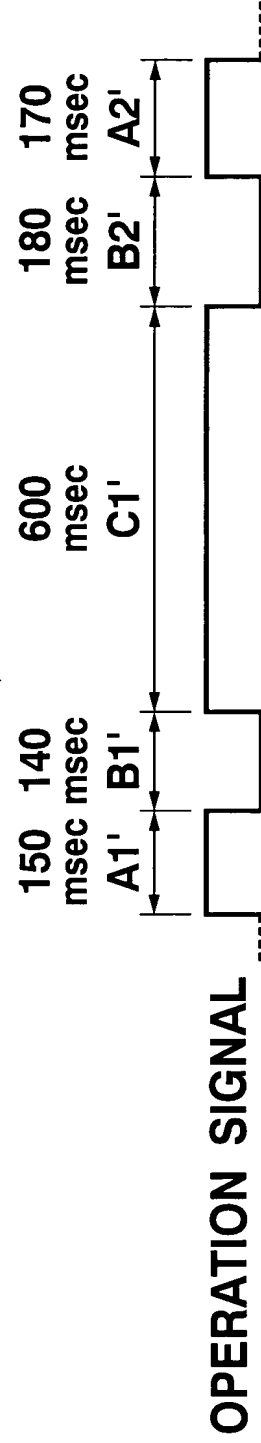 150 140 600 180 170
msec msec msec msec msec
A1' B1' C1' B2' A2'
OPERATION SIGNAL